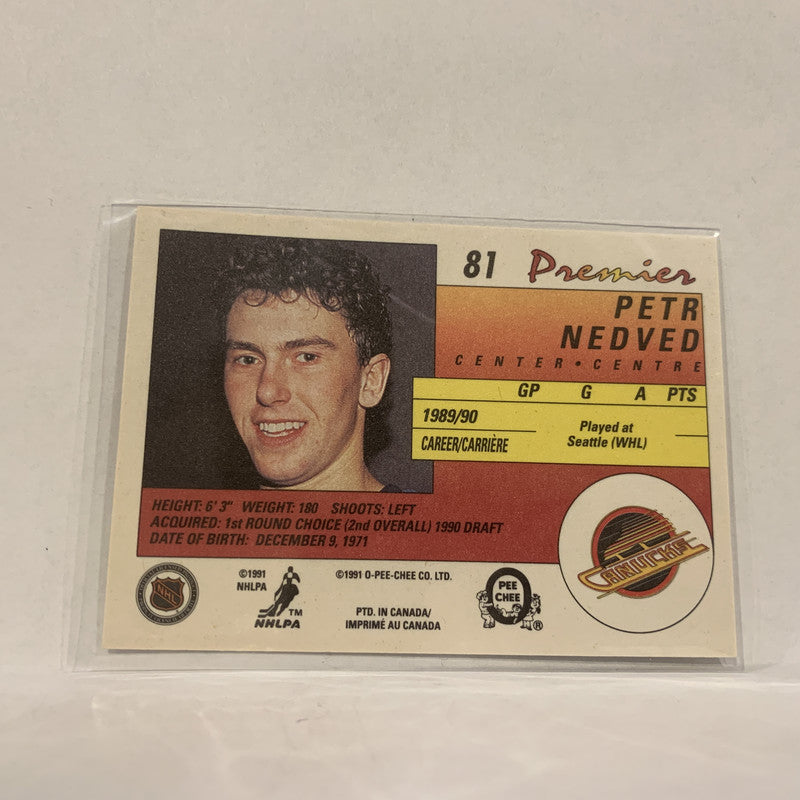 81 Premier
PETR
NEDVED
CENTER • CENTRE
GP G A PTS
1989/90
CAREER/CARRIÈRE
Played at
Seattle (WHL)
HEIGHT: 6' 3" WEIGHT: 180 SHOOTS: LEFT
ACQUIRED: 1st ROUND CHOICE (2nd OVERALL) 1990 DRAFT
DATE OF BIRTH: DECEMBER 9, 1971
CANUCKS
NHL
©1991
NHLPA
TM
NHLPA
©1991 O-PEE-CHEE CO. LTD.
PTD. IN CANADA/
IMPRIMÉ AU CANADA
PEE
CHEE
®